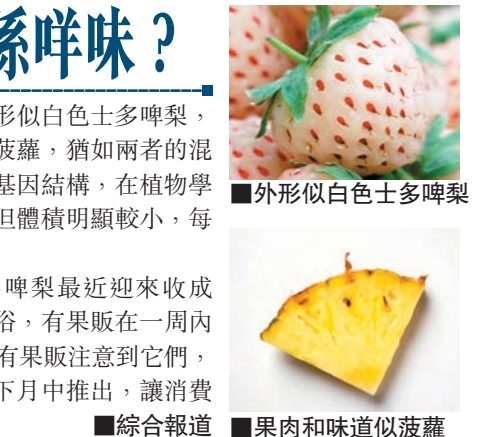 係咩味？
形似白色士多啤梨，
菠蘿，猶如兩者的混
基因結構，在植物學
但體積明顯較小，每
啤梨最近迎來收成
俗，有果販在一周內
有果販注意到它們，
下月中推出，讓消費
■綜合報道
■外形似白色士多啤梨
■果肉和味道似菠蘿